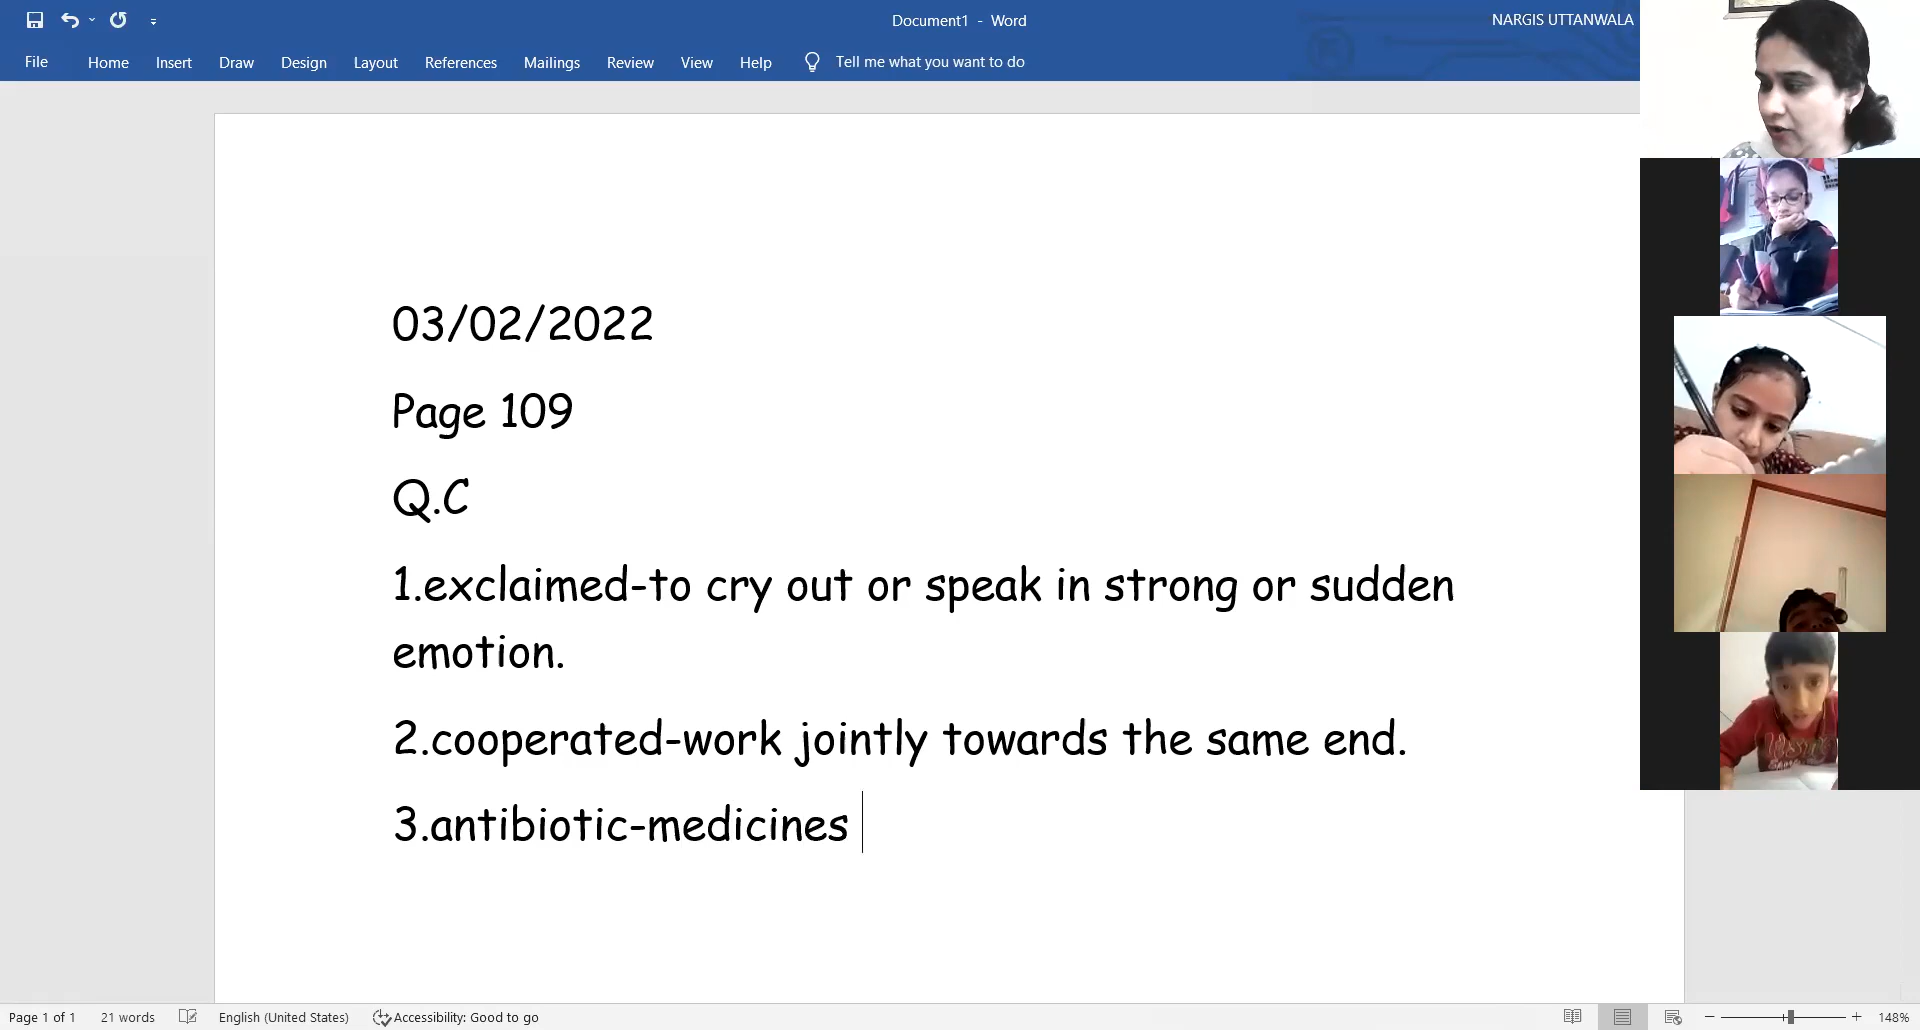 Document1 - Word
NARGIS UTTANWALA
File Home Insert Draw Design Layout References Mailings Review View Help Tell me what you want to do
03/02/2022
Page 109
Q.C
1.exclaimed-to cry out or speak in strong or sudden
emotion.
2.cooperated-work jointly towards the same end.
3.antibiotic-medicines
Page 1 of 1 21 words English (United States) Accessibility: Good to go 148%